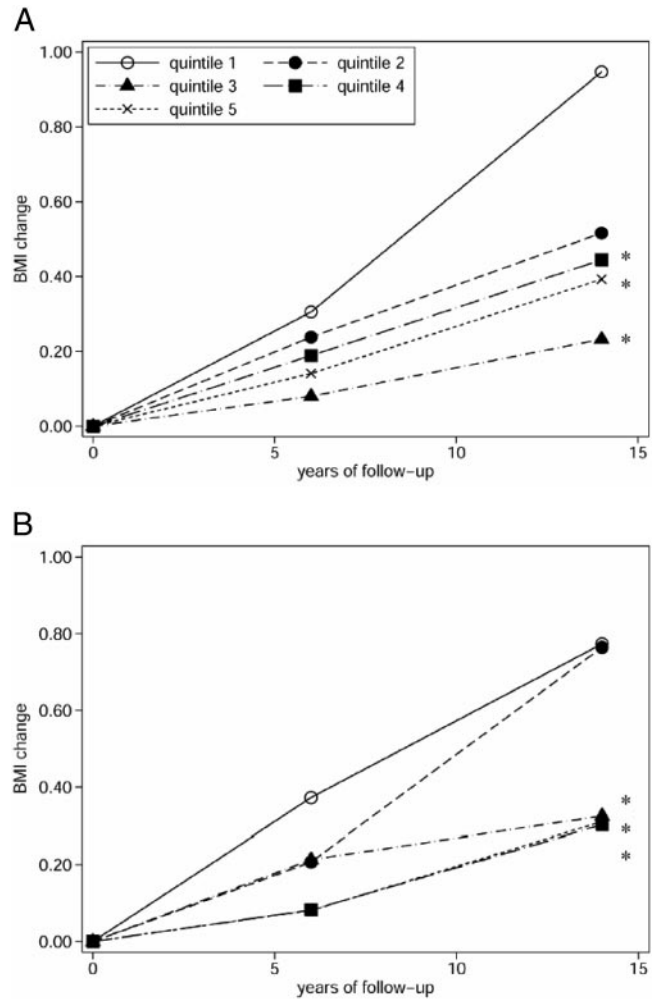 A
quintile 1 quintile 2
quintile 3 quintile 4
quintile 5
1.00
0.80
0.60
0.40
0.20
0.00
BMI change
*
*
*
0 5 10 15
years of follow-up
B
1.00
0.80
0.60
0.40
0.20
0.00
BMI change
*
*
*
0 5 10 15
years of follow-up